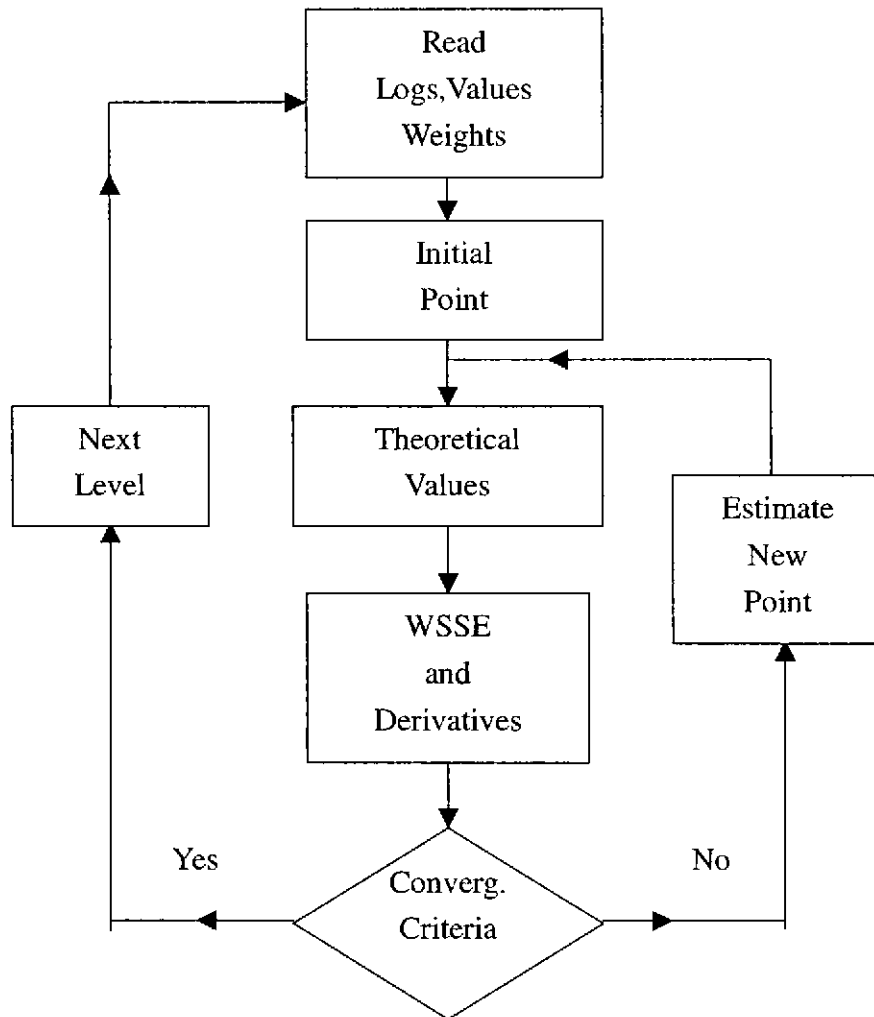 Read
Logs,Values
Weights
Initial
Point
Next
Level
Theoretical
Values
Estimate
New
Point
WSSE
and
Derivatives
Yes
No
Converg.
Criteria